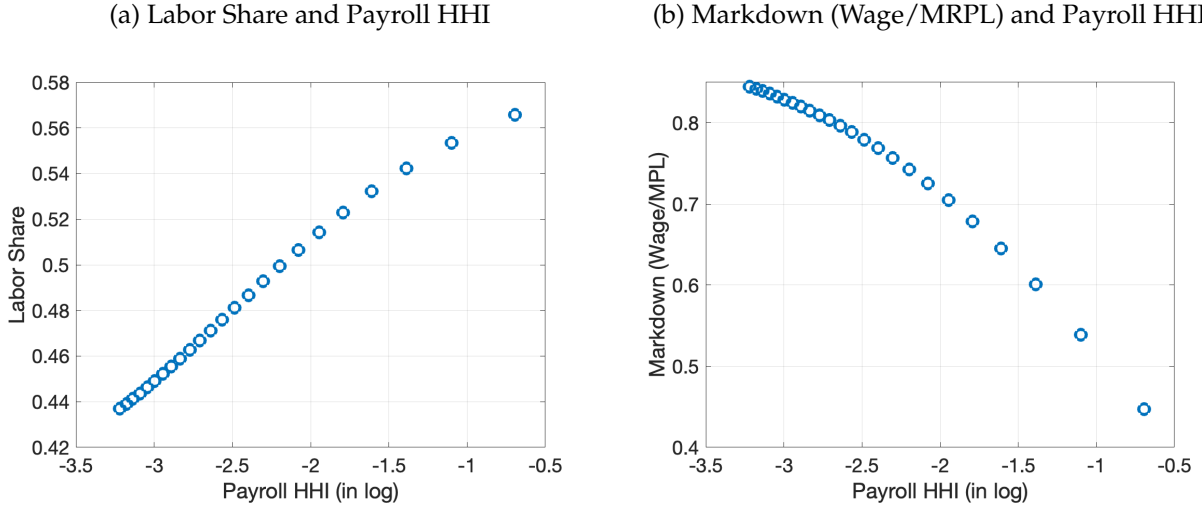 (a) Labor Share and Payroll HHI
0.58
0.56
0.54
0.52
0.5
0.48
0.46
0.44
0.42
Labor Share
-3.5 -3 -2.5 -2 -1.5 -1 -0.5
Payroll HHI (in log)
(b) Markdown (Wage/MRPL) and Payroll HHI
0.8
0.7
0.6
0.5
0.4
Markdown (Wage/MPL)
-3.5 -3 -2.5 -2 -1.5 -1 -0.5
Payroll HHI (in log)